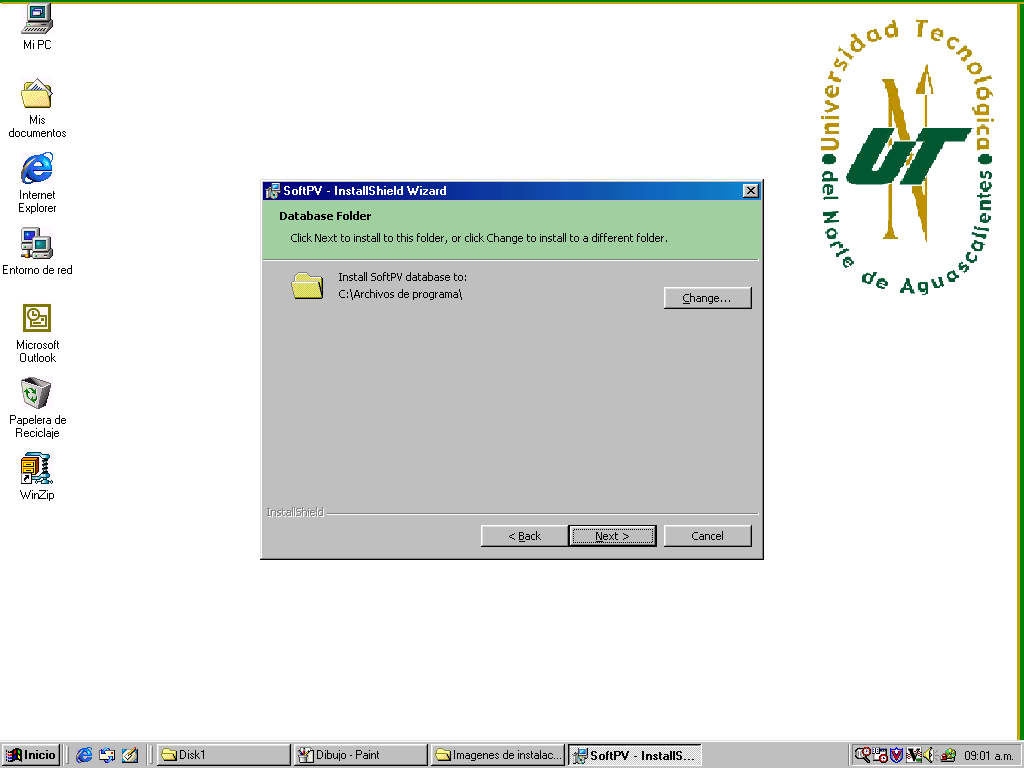 Mi PC
Mis
documentos
Internet
Explorer
Entorno de red
Microsoft
Outlook
Papelera de
Reciclaje
WinZip
Universidad Tecnológica
del Norte de Aguascalientes
UT
N
SoftPV - InstallShield Wizard
Database Folder
Click Next to install to this folder, or click Change to install to a different folder.
Install SoftPV database to:
C:\Archivos de programa\
Change...
InstallShield
< Back
Next >
Cancel
Inicio
Disk1
Dibujo - Paint
Imagenes de instalac...
SoftPV - InstallS...
09:01 a.m.